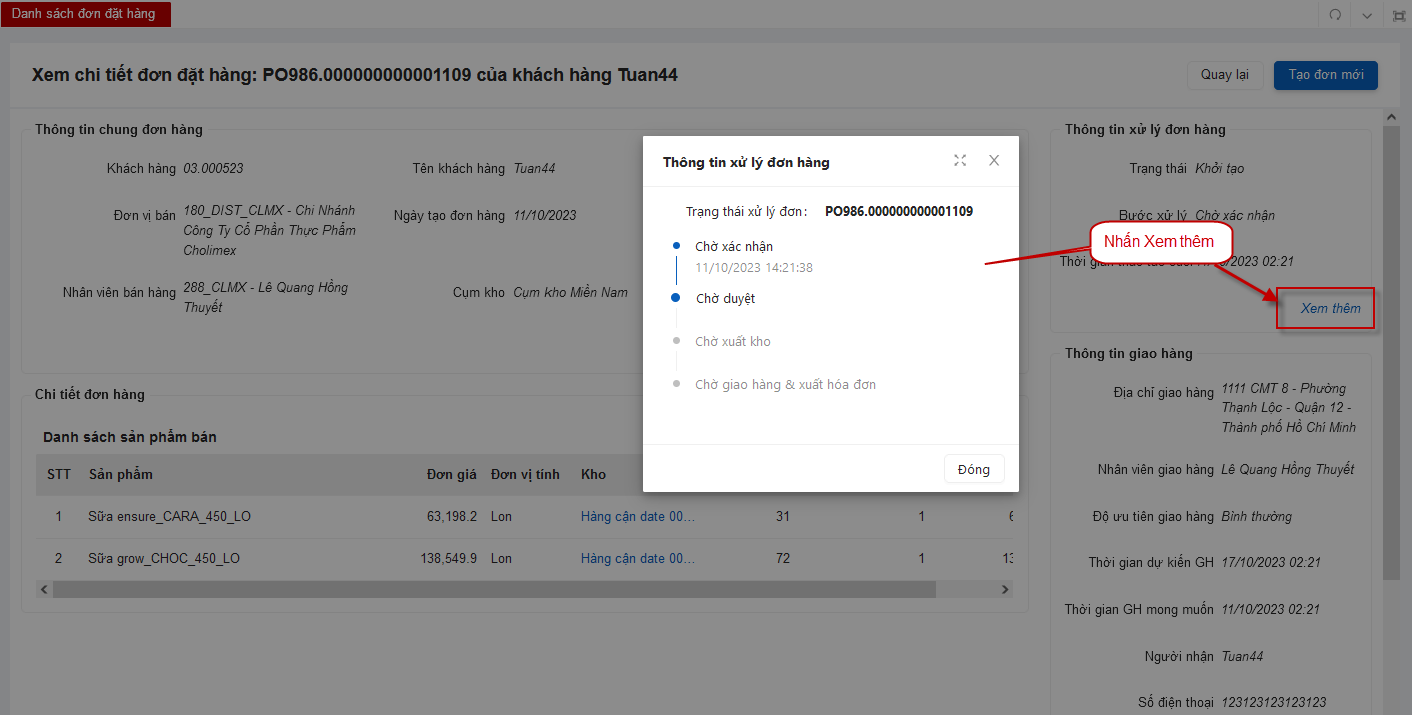 Danh sách đơn đặt hàng
Xem chi tiết đơn đặt hàng: PO986.000000000001109 của khách hàng Tuan44
Quay lại
Tạo đơn mới
Thông tin chung đơn hàng
Khách hàng 03.000523
Tên khách hàng Tuan44
Đơn vị bán 180_DIST_CLMX - Chi Nhánh
Công Ty Cổ Phần Thực Phẩm
Cholimex
Ngày tạo đơn hàng 11/10/2023
Nhân viên bán hàng 288_CLMX - Lê Quang Hồng
Thuyết
Cụm kho Cụm kho Miền Nam
Thông tin xử lý đơn hàng
Trạng thái xử lý đơn: PO986.000000000001109
Chờ xác nhận
11/10/2023 14:21:38
Chờ duyệt
Chờ xuất kho
Chờ giao hàng & xuất hóa đơn
Đóng
Nhấn Xem thêm
Thông tin xử lý đơn hàng
Trạng thái Khởi tạo
Bước xử lý Chờ xác nhận
Thời gian 02:21
Xem thêm
Thông tin giao hàng
Địa chỉ giao hàng 1111 CMT 8 - Phường
Thạnh Lộc - Quận 12 -
Thành phố Hồ Chí Minh
Nhân viên giao hàng Lê Quang Hồng Thuyết
Độ ưu tiên giao hàng Bình thường
Thời gian dự kiến GH 17/10/2023 02:21
Thời gian GH mong muốn 11/10/2023 02:21
Người nhận Tuan44
Số điện thoại 123123123123123
Chi tiết đơn hàng
Danh sách sản phẩm bán
STT Sản phẩm Đơn giá Đơn vị tính Kho
1 Sữa ensure_CARA_450_LO 63,198.2 Lon Hàng cận date 00... 31 1
2 Sữa grow_CHOC_450_LO 138,549.9 Lon Hàng cận date 00... 72 1